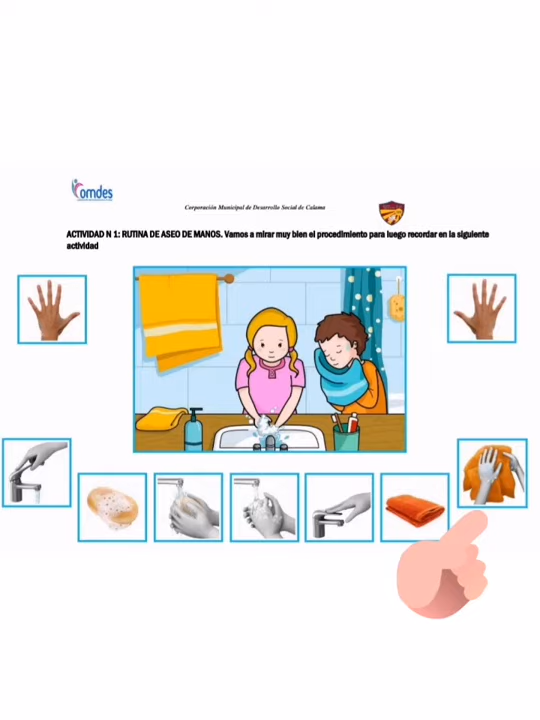 Comdes
Corporación Municipal de Desarrollo Social de Calama
ACTIVIDAD N 1: RUTINA DE ASEO DE MANOS. Vamos a mirar muy bien el procedimiento para luego recordar en la siguiente
actividad